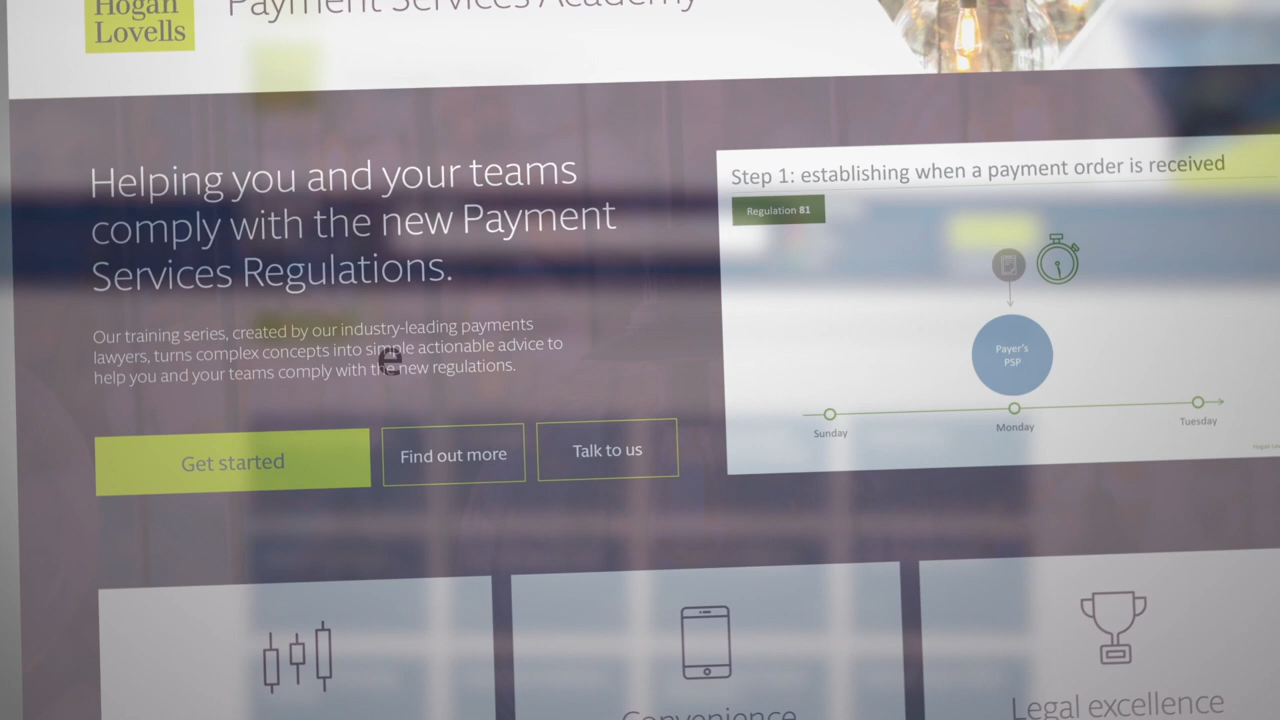 Hogan
Lovells
Payment Services Academy
Helping you and your teams
comply with the new Payment
Services Regulations.
Our training series, created by our industry-leading payments
lawyers, turns complex concepts into simple actionable advice to
help you and your teams comply with the new regulations.
e
Get started
Find out more
Talk to us
Step 1: establishing when a payment order is received
Regulation 81
Payer's
PSP
Sunday
Monday
Tuesday
Convenience
Legal excellence